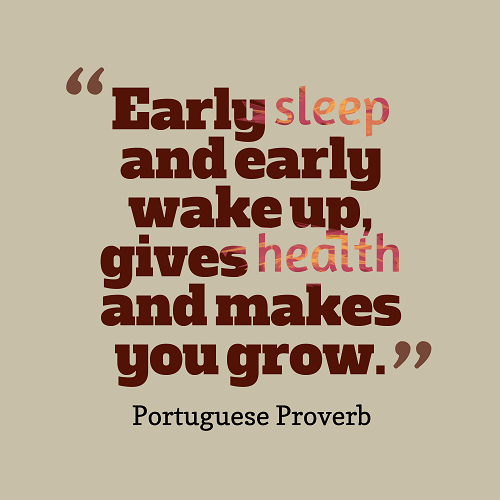 “Early sleep
and early
wake up,
gives health
and makes
you grow.”
Portuguese Proverb